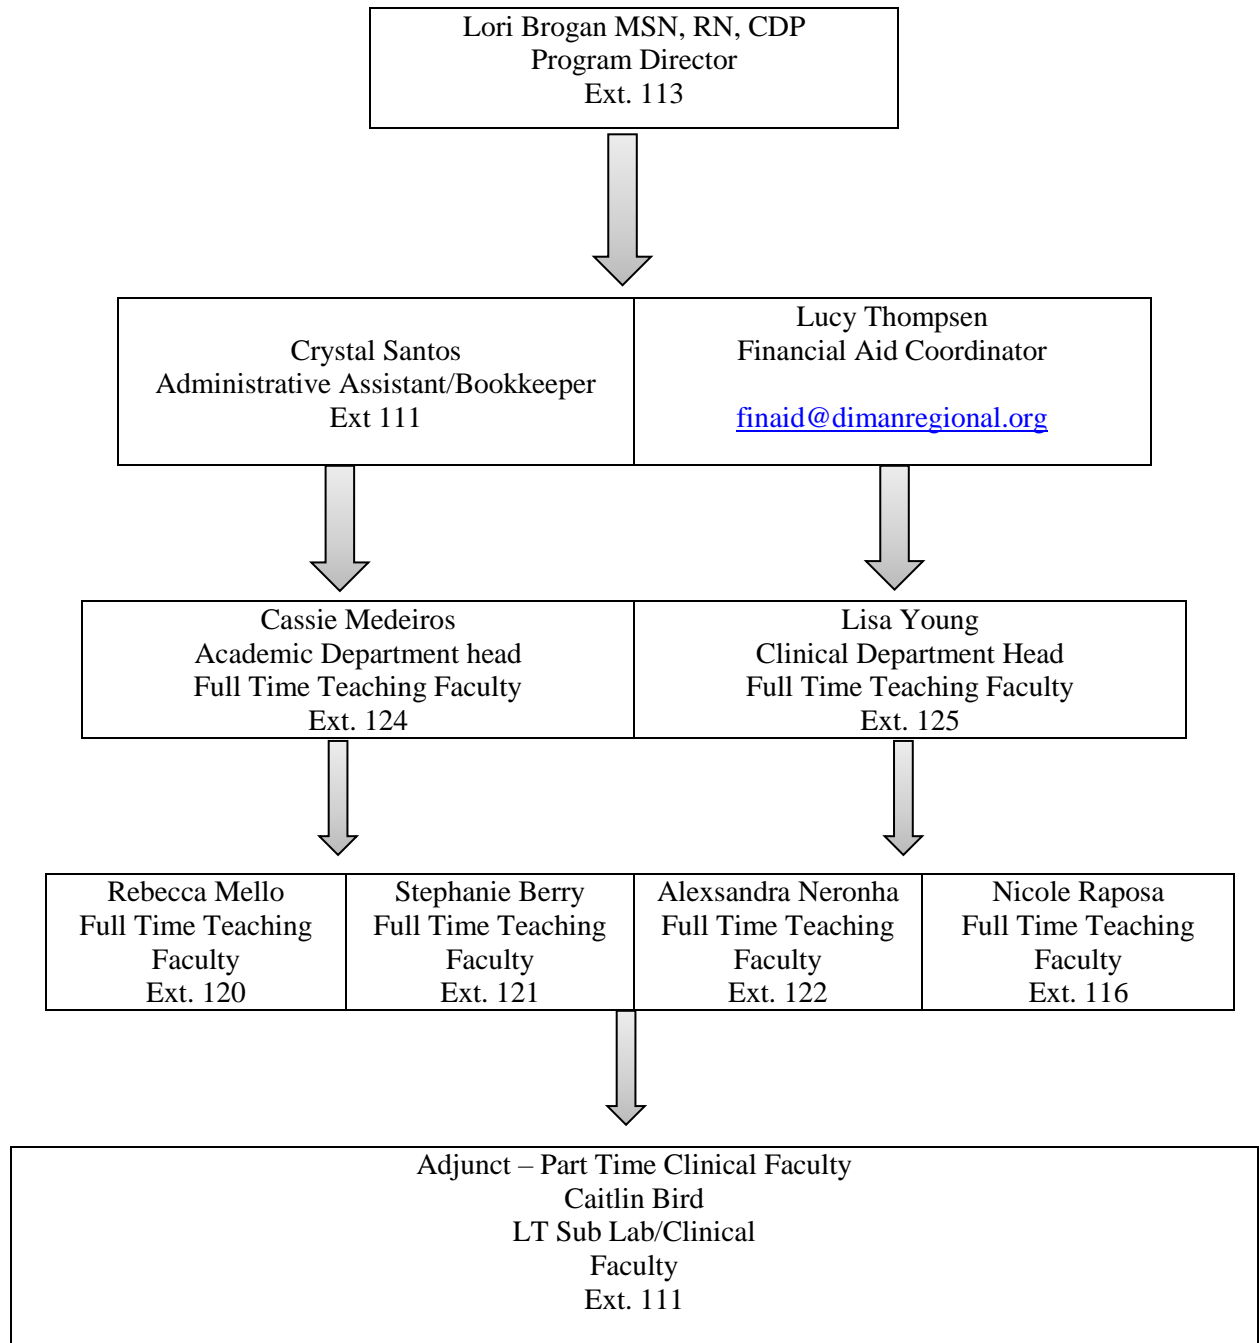 Lori Brogan MSN, RN, CDP
Program Director
Ext. 113
Crystal Santos
Administrative Assistant/Bookkeeper
Ext 111
Lucy Thompsen
Financial Aid Coordinator
finaid@dimanregional.org
Cassie Medeiros
Academic Department head
Full Time Teaching Faculty
Ext. 124
Lisa Young
Clinical Department Head
Full Time Teaching Faculty
Ext. 125
Rebecca Mello
Full Time Teaching
Faculty
Ext. 120
Stephanie Berry
Full Time Teaching
Faculty
Ext. 121
Alexsandra Neronha
Full Time Teaching
Faculty
Ext. 122
Nicole Raposa
Full Time Teaching
Faculty
Ext. 116
Adjunct – Part Time Clinical Faculty
Caitlin Bird
LT Sub Lab/Clinical
Faculty
Ext. 111